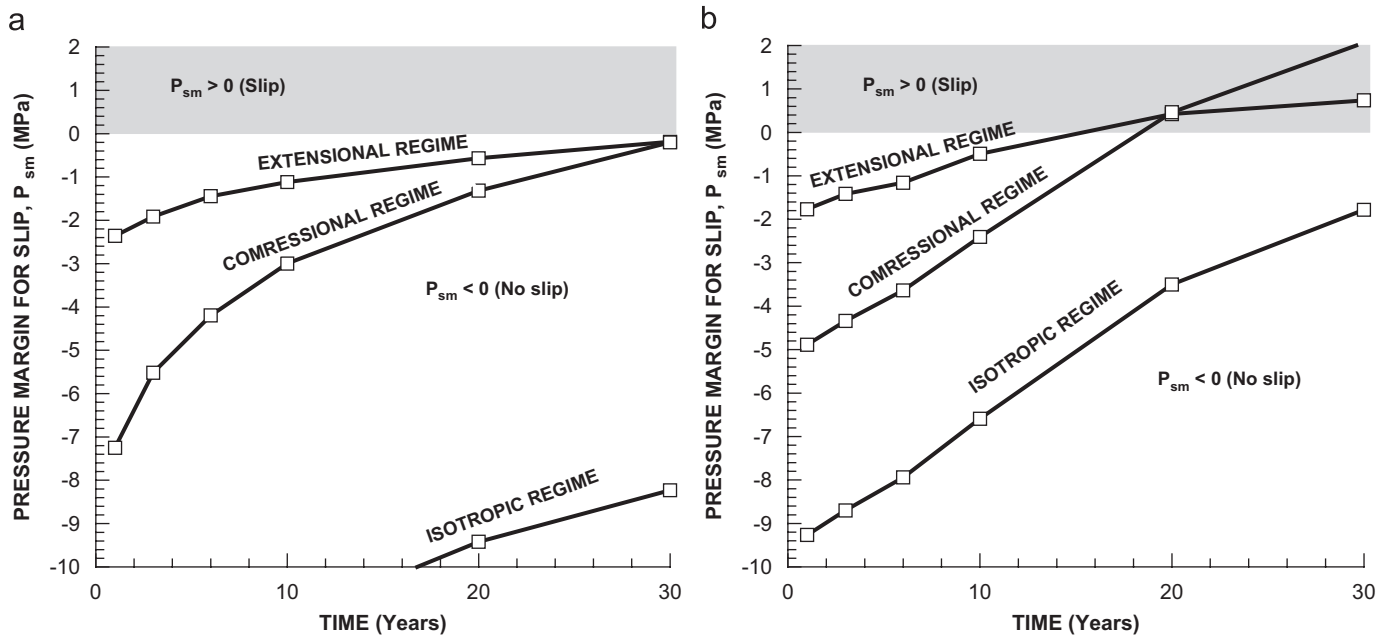 a
PRESSURE MARGIN FOR SLIP, P sm (MPa)
2
1
0
-1
-2
-3
-4
-5
-6
-7
-8
-9
-10
Psm > 0 (Slip)
EXTENSIONAL REGIME
COMRESSIONAL REGIME
Psm < 0 (No slip)
ISOTROPIC REGIME
0
10
20
30
TIME (Years)
b
PRESSURE MARGIN FOR SLIP, P sm (MPa)
2
1
0
-1
-2
-3
-4
-5
-6
-7
-8
-9
-10
Psm > 0 (Slip)
EXTENSIONAL REGIME
COMRESSIONAL REGIME
ISOTROPIC REGIME
Psm < 0 (No slip)
0
10
20
30
TIME (Years)